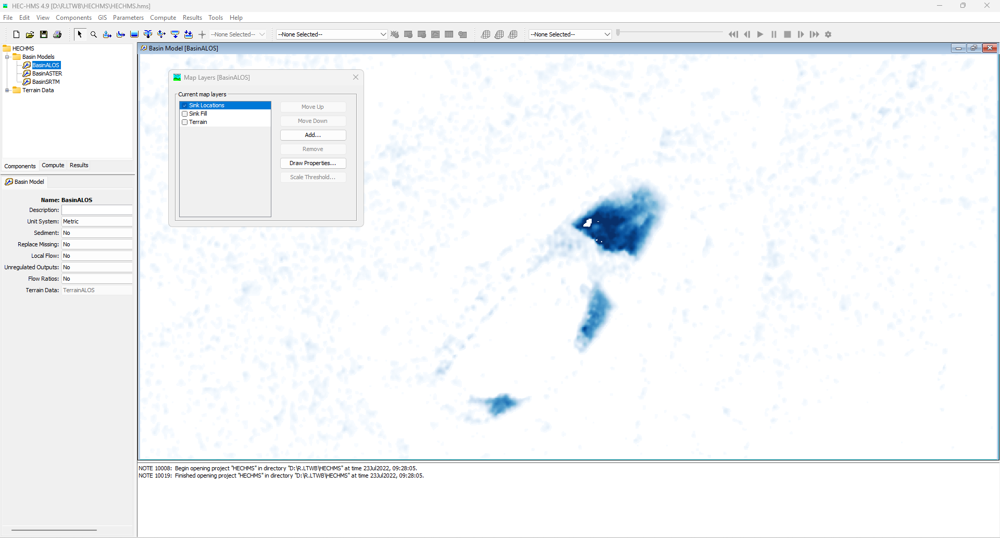 HEC-HMS 4.9 [D:\R.LTWB\HECHMS\HECHMS.hms]
File Edit View Components GIS Parameters Compute Results Tools Help
--None Selected-- --None Selected-- --None Selected--
HECHMS
Basin Models
BasinALOS
BasinASTER
BasinSRTM
Terrain Data
Components Compute Results
Basin Model
Name: BasinALOS
Description:
Unit System: Metric
Sediment: No
Replace Missing: No
Local Flow: No
Unregulated Outputs: No
Flow Ratios: No
Terrain Data: TerrainALOS
Basin Model [BasinALOS]
Map Layers [BasinALOS]
Current map layers
Sink Locations
Sink Fill
Terrain
Move Up
Move Down
Add...
Remove
Draw Properties...
Scale Threshold...
NOTE 10008: Begin opening project "HECHMS" in directory "D:\R.LTWB\HECHMS" at time 23Jul2022, 09:28:05.
NOTE 10019: Finished opening project "HECHMS" in directory "D:\R.LTWB\HECHMS" at time 23Jul2022, 09:28:05.